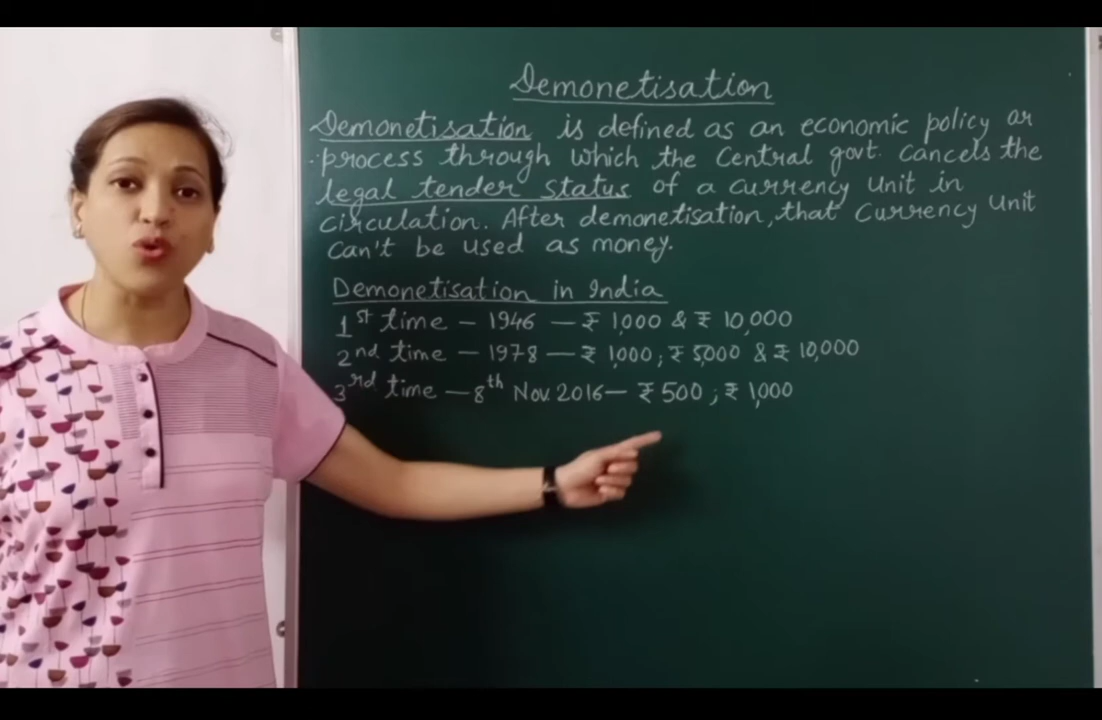 Demonetisation
Demonetisation is defined as an economic policy or
process through which the Central govt. cancels the
legal tender status of a currency unit in
circulation. After demonetisation, that currency unit
can't be used as money.
Demonetisation in India
1st time – 1946 – ₹ 1,000 & ₹ 10,000
2nd time – 1978 – ₹ 1,000 ; ₹ 5,000 & ₹ 10,000
3rd time – 8th Nov. 2016 – ₹ 500 ; ₹ 1,000